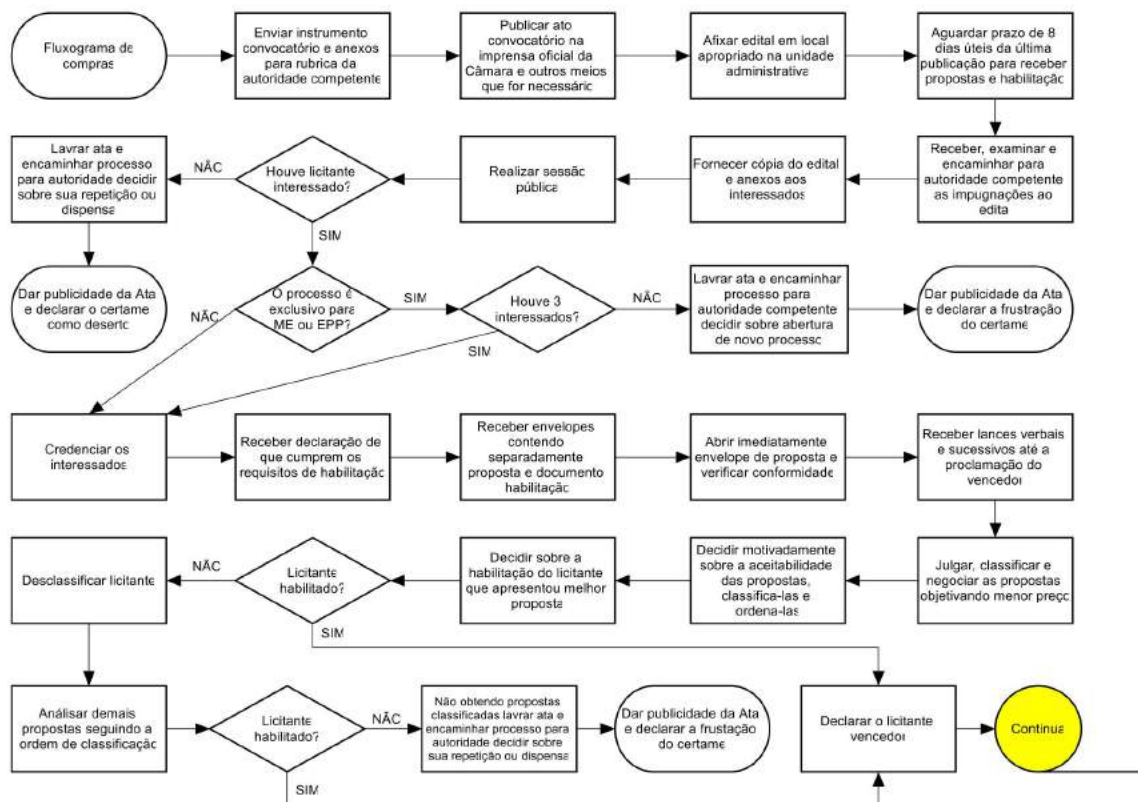 Fluxograma de
compras
Enviar instrumento
convocatório e anexos
para rubrica da
autoridade competente
Publicar ato
convocatório na
imprensa oficial da
Câmara e outros meios
que for necessário
Afixar edital em local
apropriado na unidade
administrativa
Aguardar prazo de 8
dias úteis da última
publicação para receber
propostas e habilitação
Lavrar ata e
encaminhar processo
para autoridade decidir
sobre sua repetição ou
dispensa
NÃO
Houve licitante
interessado?
Realizar sessão
pública
Fornecer cópia do edital
e anexos aos
interessados
Receber, examinar e
encaminhar para
autoridade competente
as impugnações ao
edital
SIM
Dar publicidade da Ata
e declarar o certame
como deserto
NÃO
O processo é
exclusivo para
ME ou EPP?
SIM
Houve 3
interessados?
NÃO
Lavrar ata e encaminhar
processo para
autoridade competente
decidir sobre abertura
de novo processo
Dar publicidade da Ata
e declarar a frustração
do certame
SIM
Credenciar os
interessados
Receber declaração de
que cumprem os
requisitos de habilitação
Receber envelopes
contendo
separadamente
proposta e documento
habilitação
Abrir imediatamente
envelope de proposta e
verificar conformidade
Receber lances verbais
e sucessivos até a
proclamação do
vencedor
Desclassificar licitante
NÃO
Licitante
habilitado?
Decidir sobre a
habilitação do licitante
que apresentou melhor
proposta
Decidir motivadamente
sobre a aceitabilidade
das propostas,
classifica-las e
ordena-las
Julgar, classificar e
negociar as propostas
objetivando menor preço
SIM
Análisar demais
propostas seguindo a
ordem de classificação
Licitante
habilitado?
NÃO
Não obtendo propostas
classificadas lavrar ata e
encaminhar processo para
autoridade decidir sobre
sua repetição ou dispensa
Dar publicidade da Ata
e declarar a frustação
do certame
Declarar o licitante
vencedor
Continua
SIM